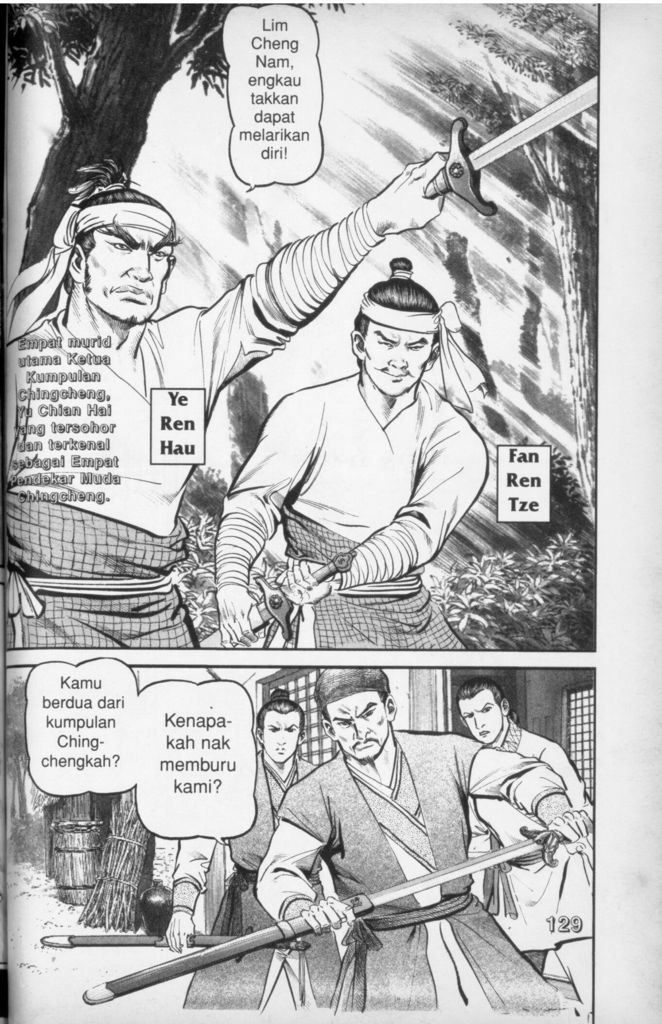 Lim
Cheng
Nam,
engkau
takkan
dapat
melarikan
diri!
Empat murid
utama Ketua
Kumpulan
Chingcheng,
Yu Chian Hai
yang tersohor
dan terkenal
sebagai Empat
Pendekar Muda
Chingcheng.
Ye
Ren
Hau
Fan
Ren
Tze
Kamu
berdua dari
kumpulan
Ching-
chengkah?
Kenapa-
kah nak
memburu
kami?
129